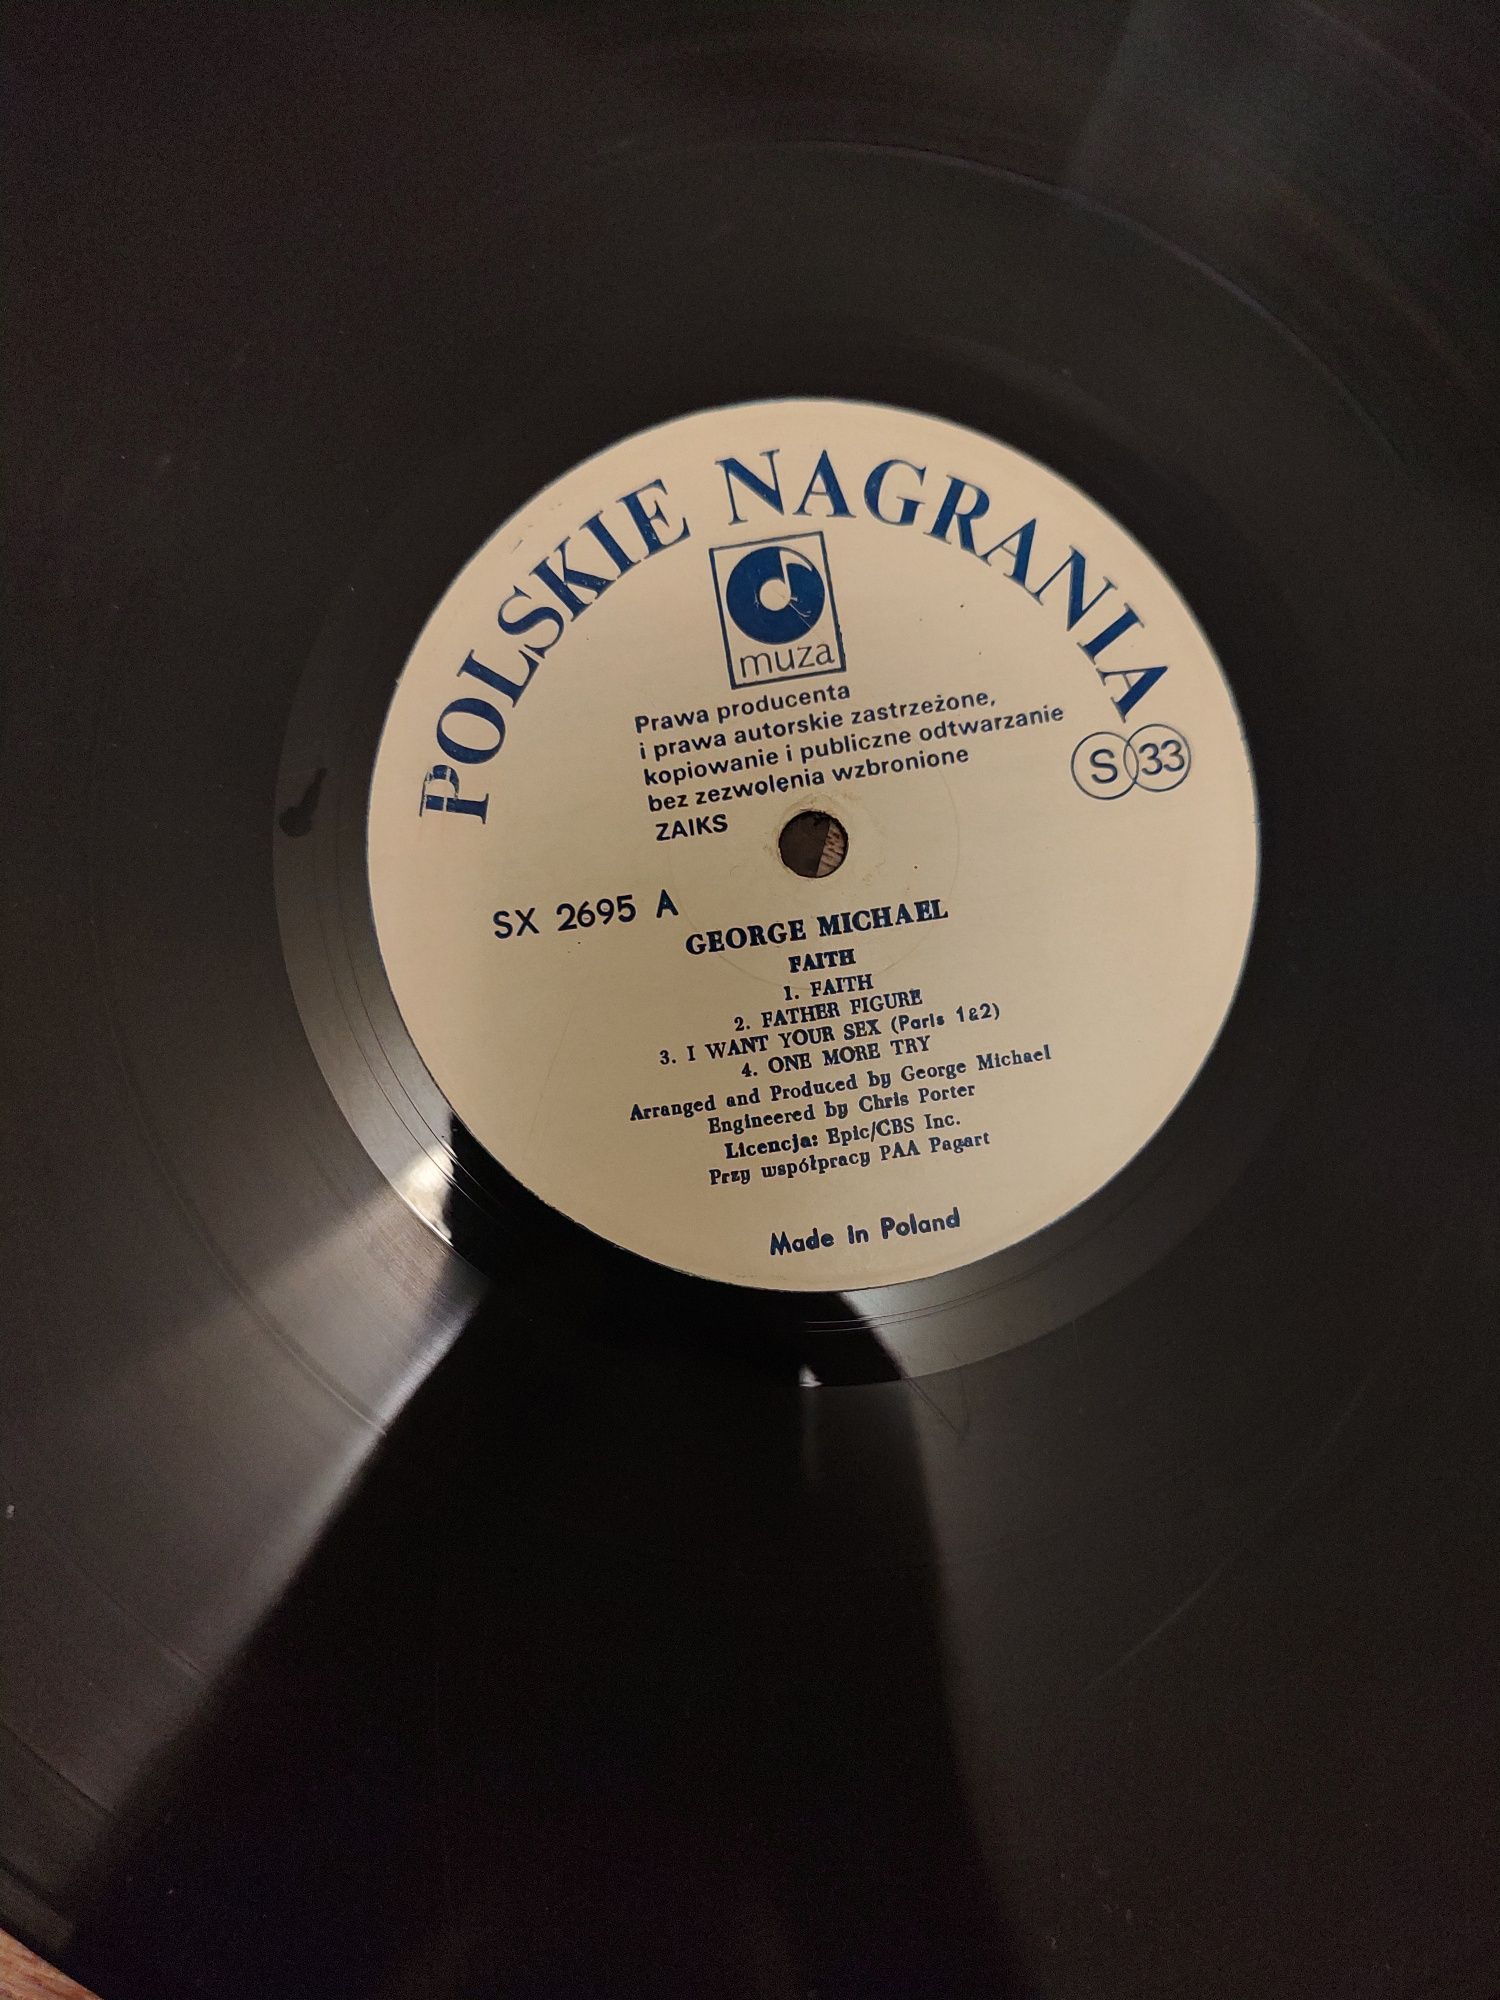 POLSKIE NAGRANIA
muza
Prawa producenta
i prawa autorskie zastrzeżone,
kopiowanie i publiczne odtwarzanie
bez zezwolenia wzbronione
ZAIKS
S 33
SX 2695 A
GEORGE MICHAEL
FAITH
1. FAITH
2. FATHER FIGURE
3. I WANT YOUR SEX (Paris 1&2)
4. ONE MORE TRY
Arranged and Produced by George Michael
Engineered by Chris Porter
Licencja: Epic/CBS Inc.
Przy współpracy PAA Pagart
Made in Poland